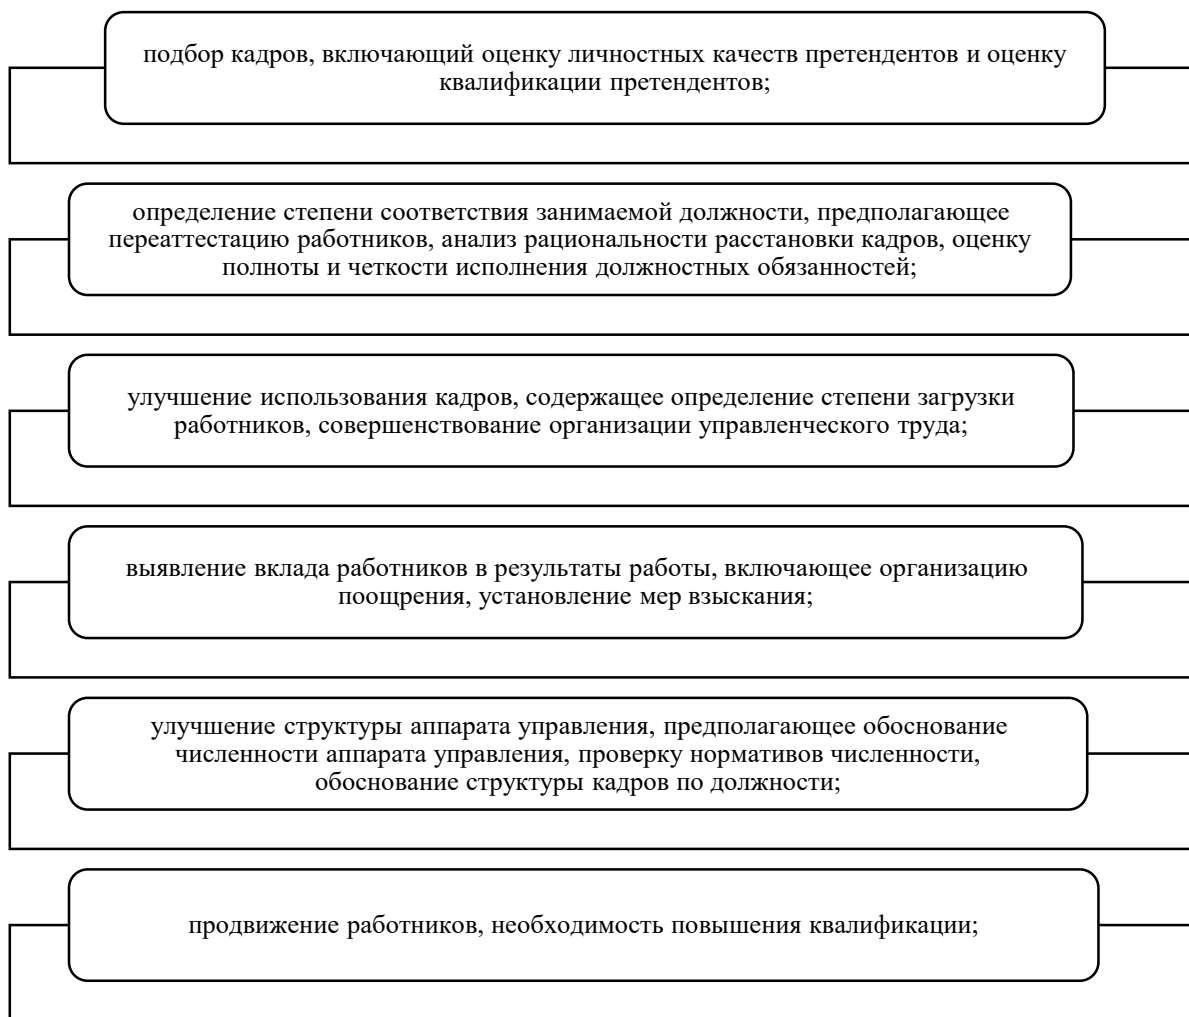 подбор кадров, включающий оценку личностных качеств претендентов и оценку
квалификации претендентов;
определение степени соответствия занимаемой должности, предполагающее
переаттестацию работников, анализ рациональности расстановки кадров, оценку
полноты и четкости исполнения должностных обязанностей;
улучшение использования кадров, содержащее определение степени загрузки
работников, совершенствование организации управленческого труда;
выявление вклада работников в результаты работы, включающее организацию
поощрения, установление мер взыскания;
улучшение структуры аппарата управления, предполагающее обоснование
численности аппарата управления, проверку нормативов численности,
обоснование структуры кадров по должности;
продвижение работников, необходимость повышения квалификации;